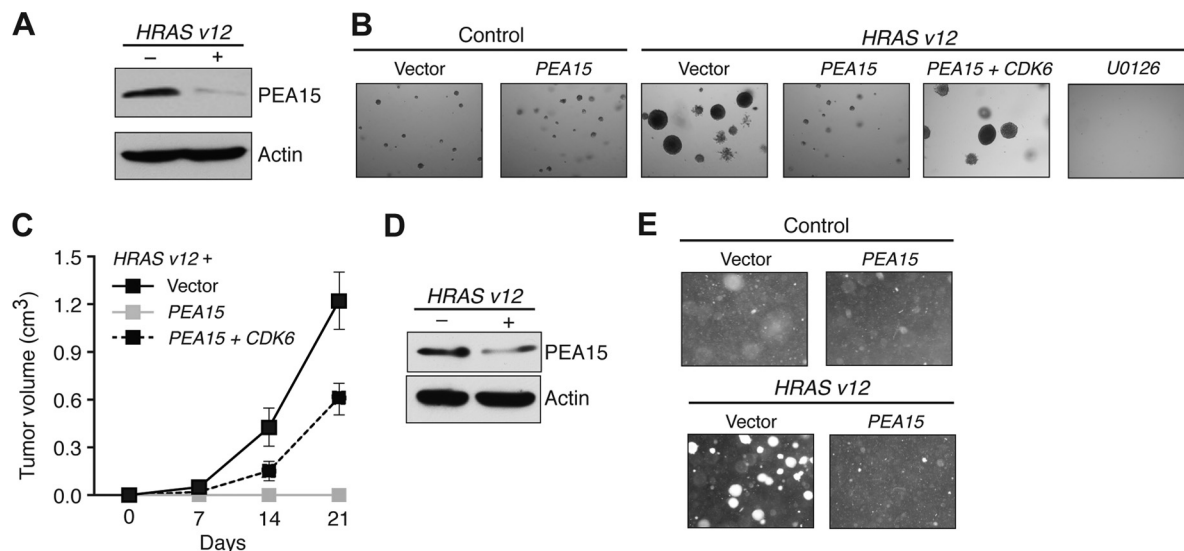 A
HRAS v12
– +
PEA15
Actin
B
Control
HRAS v12
Vector PEA15 Vector PEA15 PEA15 + CDK6 U0126
C
Tumor volume (cm3)
1.5
1.2
0.9
0.6
0.3
0.0
HRAS v12 +
Vector
PEA15
PEA15 + CDK6
0 7 14 21
Days
D
HRAS v12
– +
PEA15
Actin
E
Control
Vector PEA15
HRAS v12
Vector PEA15